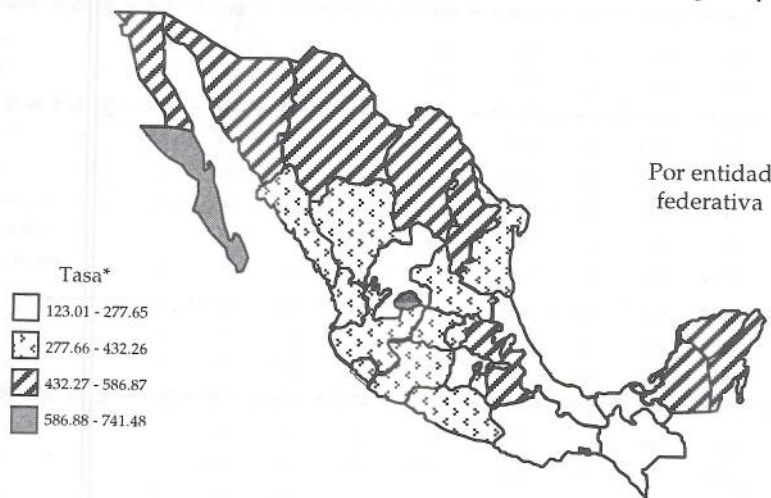 Por entidad
federativa
Tasa*
123.01 - 277.65
277.66 - 432.26
432.27 - 586.87
586.88 - 741.48